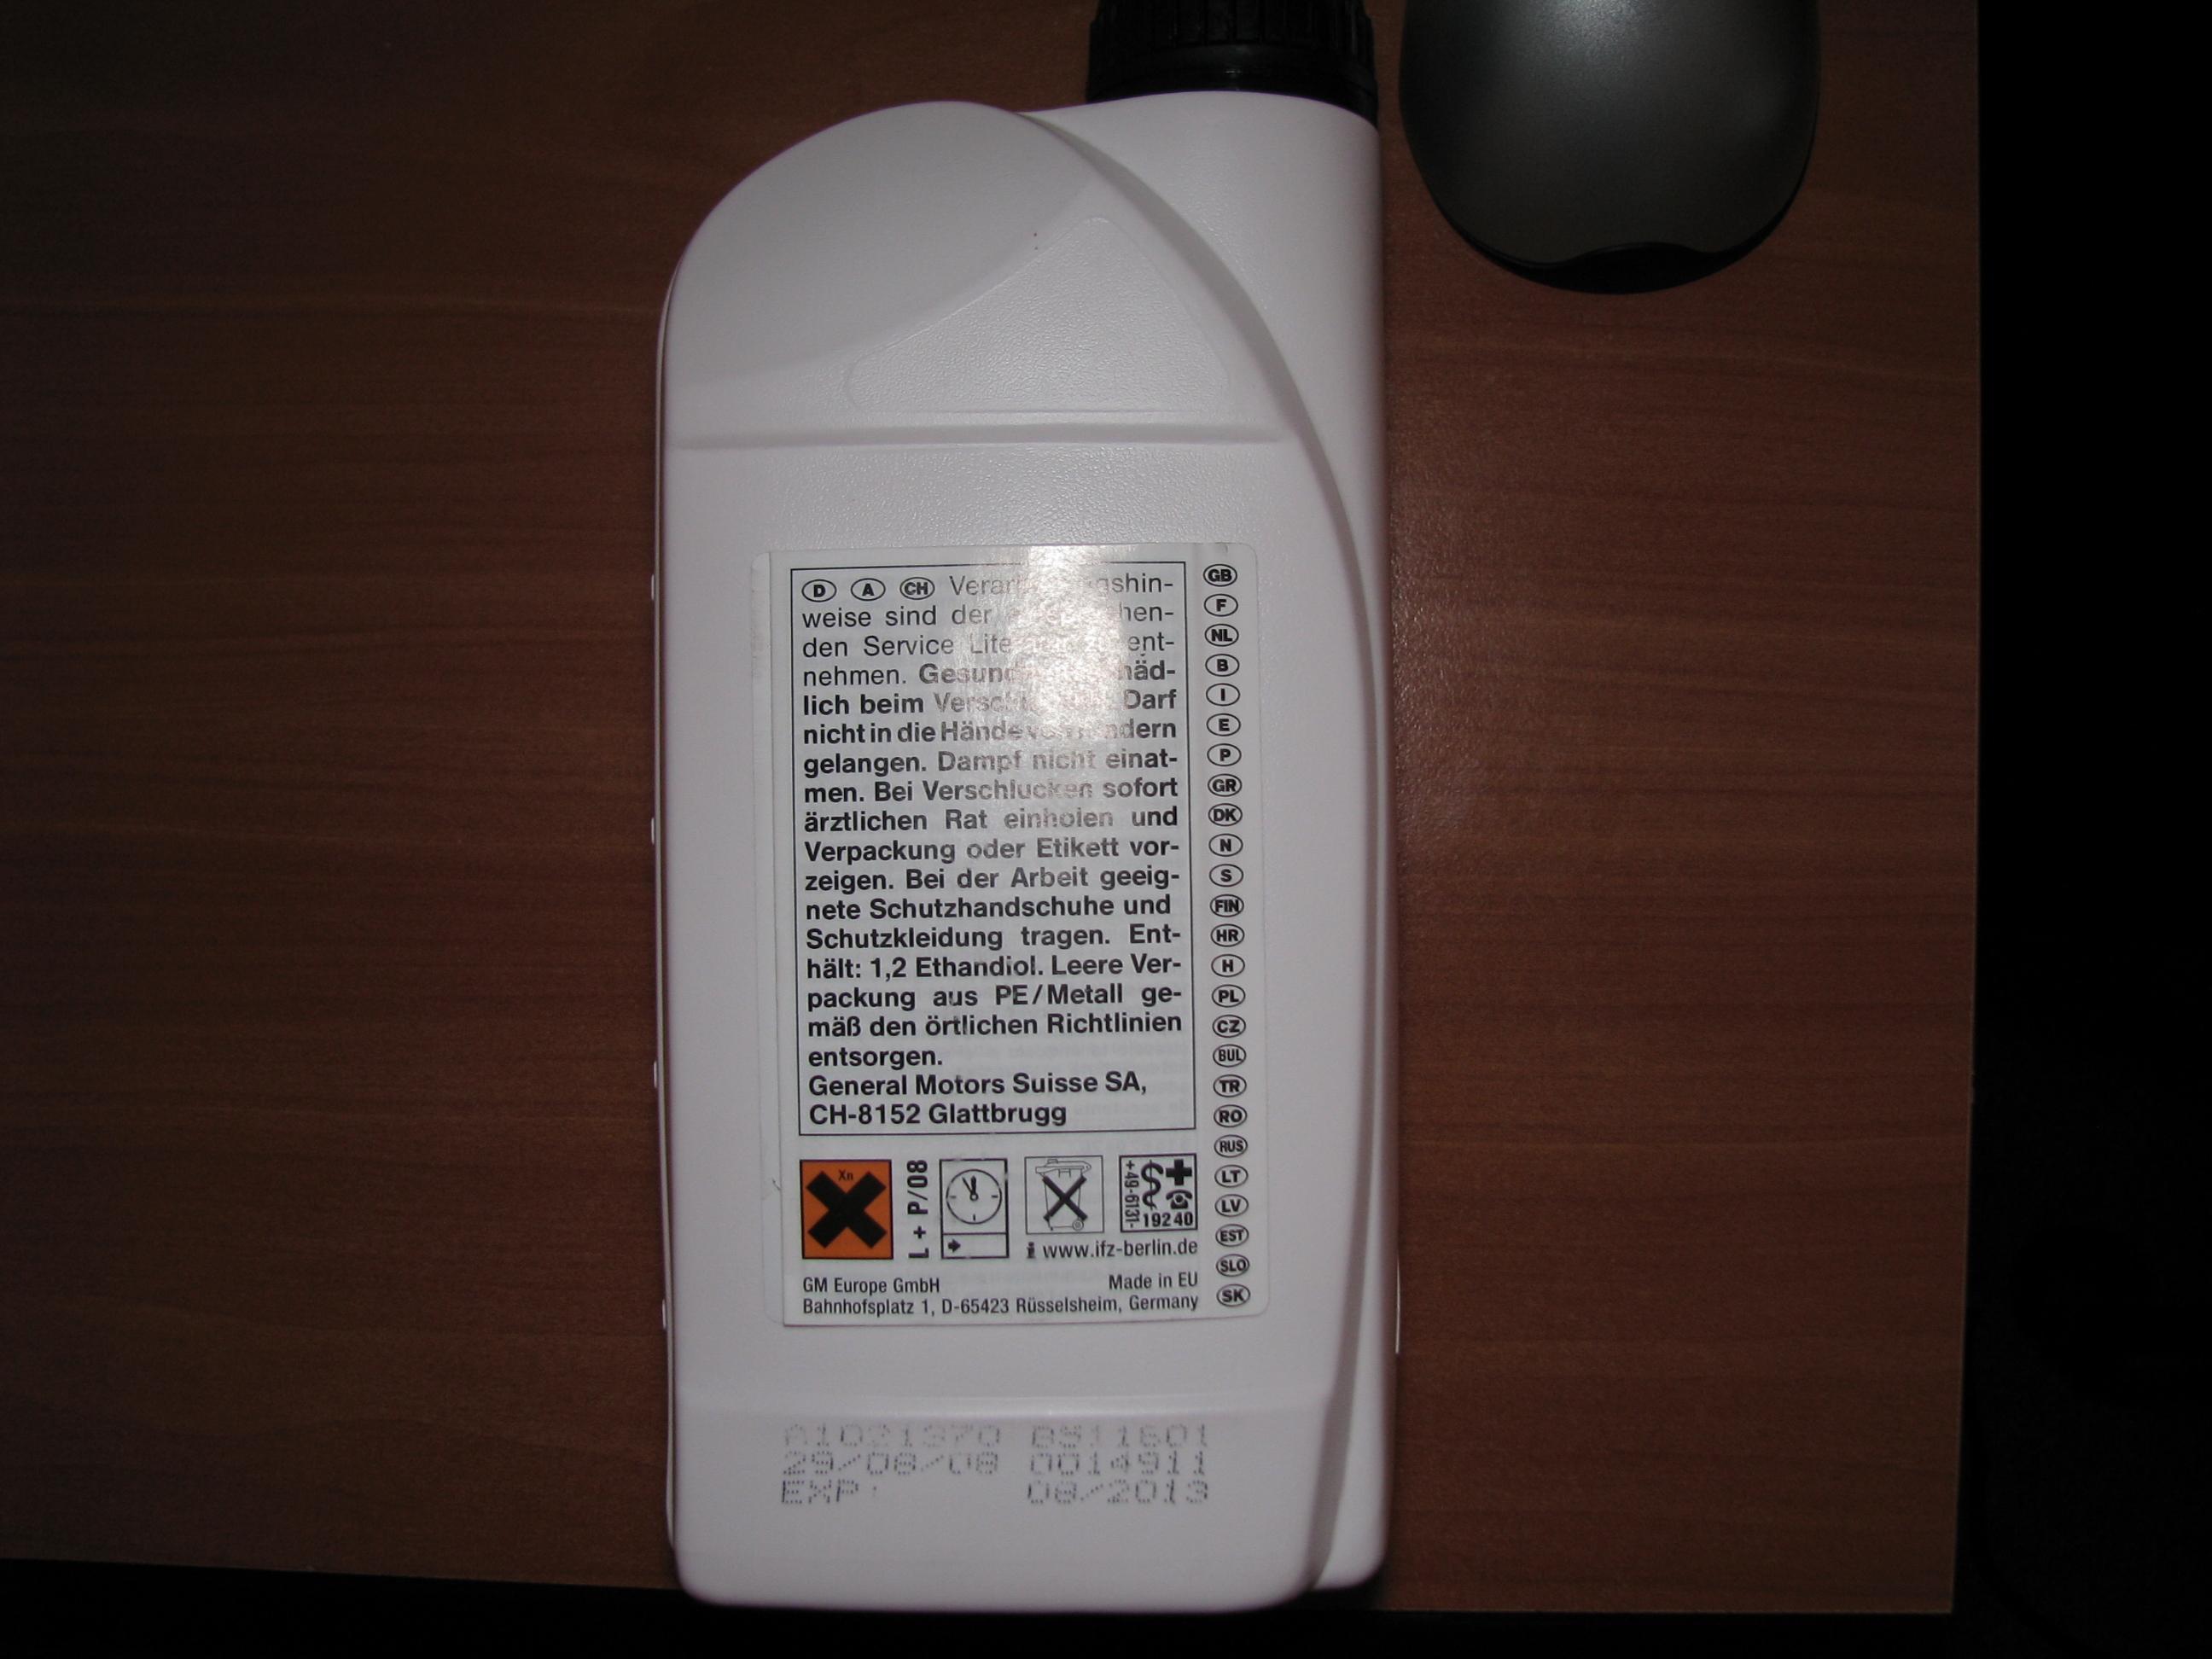 D A CH
weise sind der
den Service
nehmen.
lich beim Darf
nicht in die Hände
gelangen. Dampf nicht einat-
men. Bei Verschlucken sofort
ärztlichen Rat einholen und
Verpackung oder Etikett vor-
zeigen. Bei der Arbeit geeig-
nete Schutzhandschuhe und
Schutzkleidung tragen. Ent-
hält: 1,2 Ethandiol. Leere Ver-
packung aus PE/Metall ge-
mäß den örtlichen Richtlinien
entsorgen.
General Motors Suisse SA,
CH-8152 Glattbrugg
GB
F
NL
B
I
E
P
GR
DK
N
S
FIN
HR
H
PL
CZ
BUL
TR
RO
RUS
LT
LV
EST
SLO
SK
Xn
L + P/08
+49-6131-
19240
i www.ifz-berlin.de
GM Europe GmbH Made in EU
Bahnhofsplatz 1, D-65423 Rüsselsheim, Germany
A1021370 BS11601
29/08/08 0014911
EXP: 08/2013